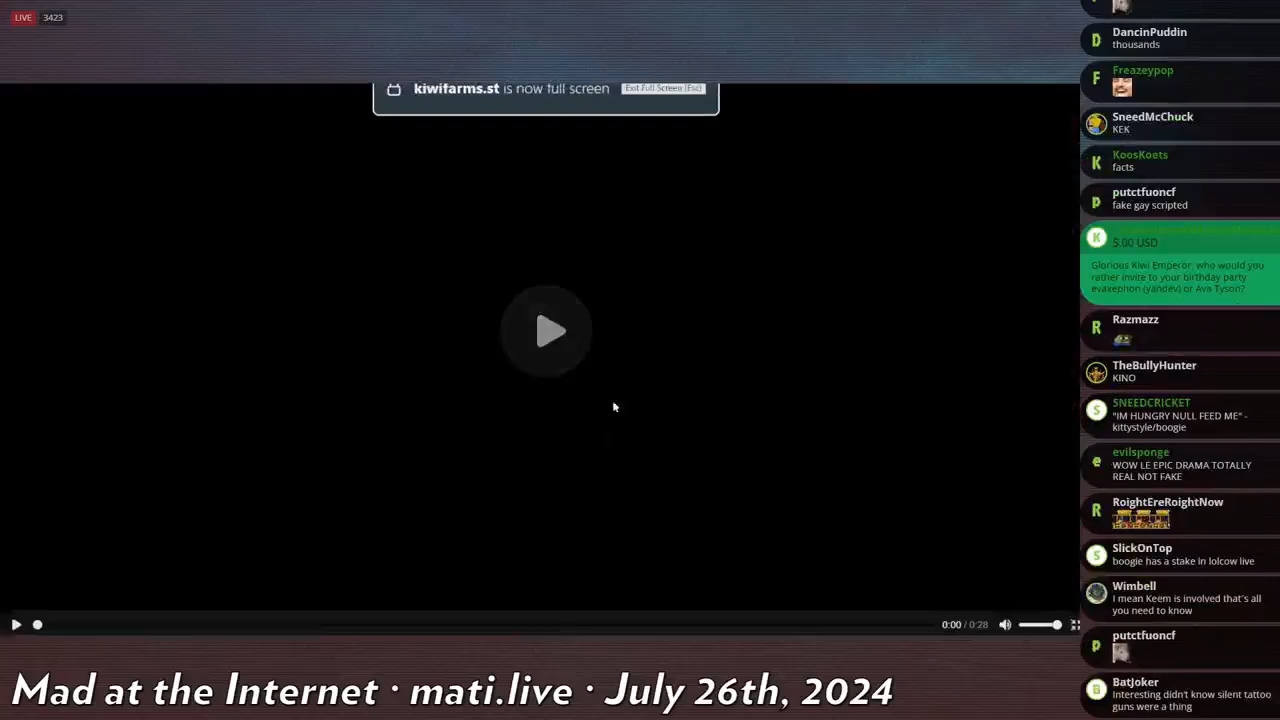 LIVE 3423
kiwifarms.st is now full screen Exit Full Screen (Esc)
0:00 / 0:28
Mad at the Internet mati.live · July 26th, 2024
D
DancinPuddin
thousands
F
Freazeypop
SneedMcChuck
KEK
K
KoosKoets
facts
p
putctfuoncf
fake gay scripted
K
5.00 USD
Glorious Kiwi Emperor, who would you
rather invite to your birthday party
evaxephon (yandev) or Ava Tyson?
R
Razmazz
TheBullyHunter
KINO
S
SNEEDCRICKET
"IM HUNGRY NULL FEED ME" -
kittystyle/boogie
e
evilsponge
WOW LE EPIC DRAMA TOTALLY
REAL NOT FAKE
R
RoightEreRoightNow
S
SlickOnTop
boogie has a stake in lolcow live
Wimbell
I mean Keem is involved that's all
you need to know
p
putctfuoncf
BatJoker
Interesting didn't know silent tattoo
guns were a thing